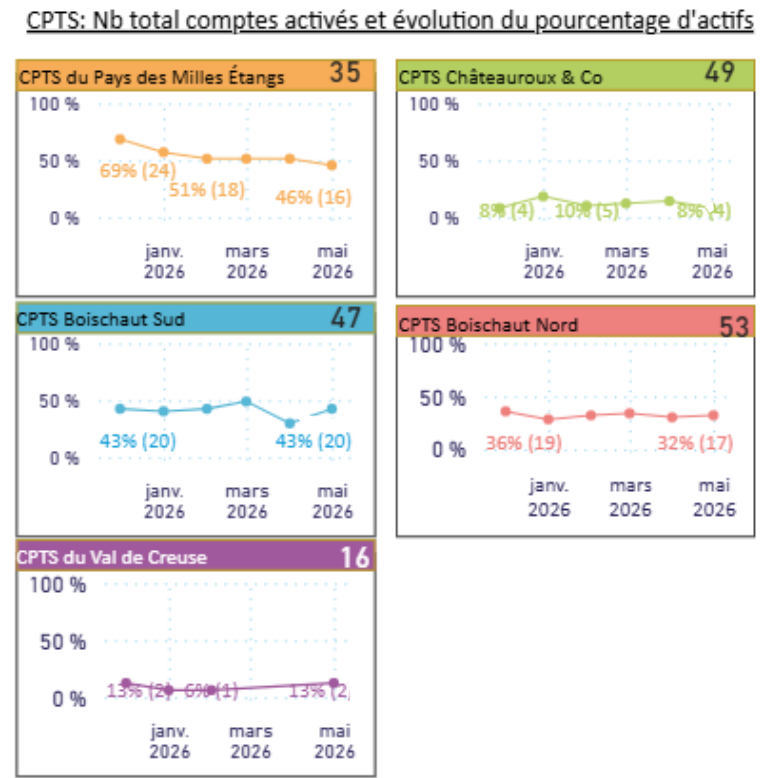 CPTS: Nb total comptes activés et évolution du pourcentage d'actifs
CPTS du Pays des Milles Étangs 35
100 %
50 %
0 %
69% (24)
51% (18)
46% (16)
janv. 2026
mars 2026
mai 2026
CPTS Châteauroux & Co 49
100 %
50 %
0 %
8% (4)
10% (5)
8% (4)
janv. 2026
mars 2026
mai 2026
CPTS Boischaut Sud 47
100 %
50 %
0 %
43% (20)
43% (20)
janv. 2026
mars 2026
mai 2026
CPTS Boischaut Nord 53
100 %
50 %
0 %
36% (19)
32% (17)
janv. 2026
mars 2026
mai 2026
CPTS du Val de Creuse 16
100 %
50 %
0 %
13% (2)
6% (1)
13% (2
janv. 2026
mars 2026
mai 2026